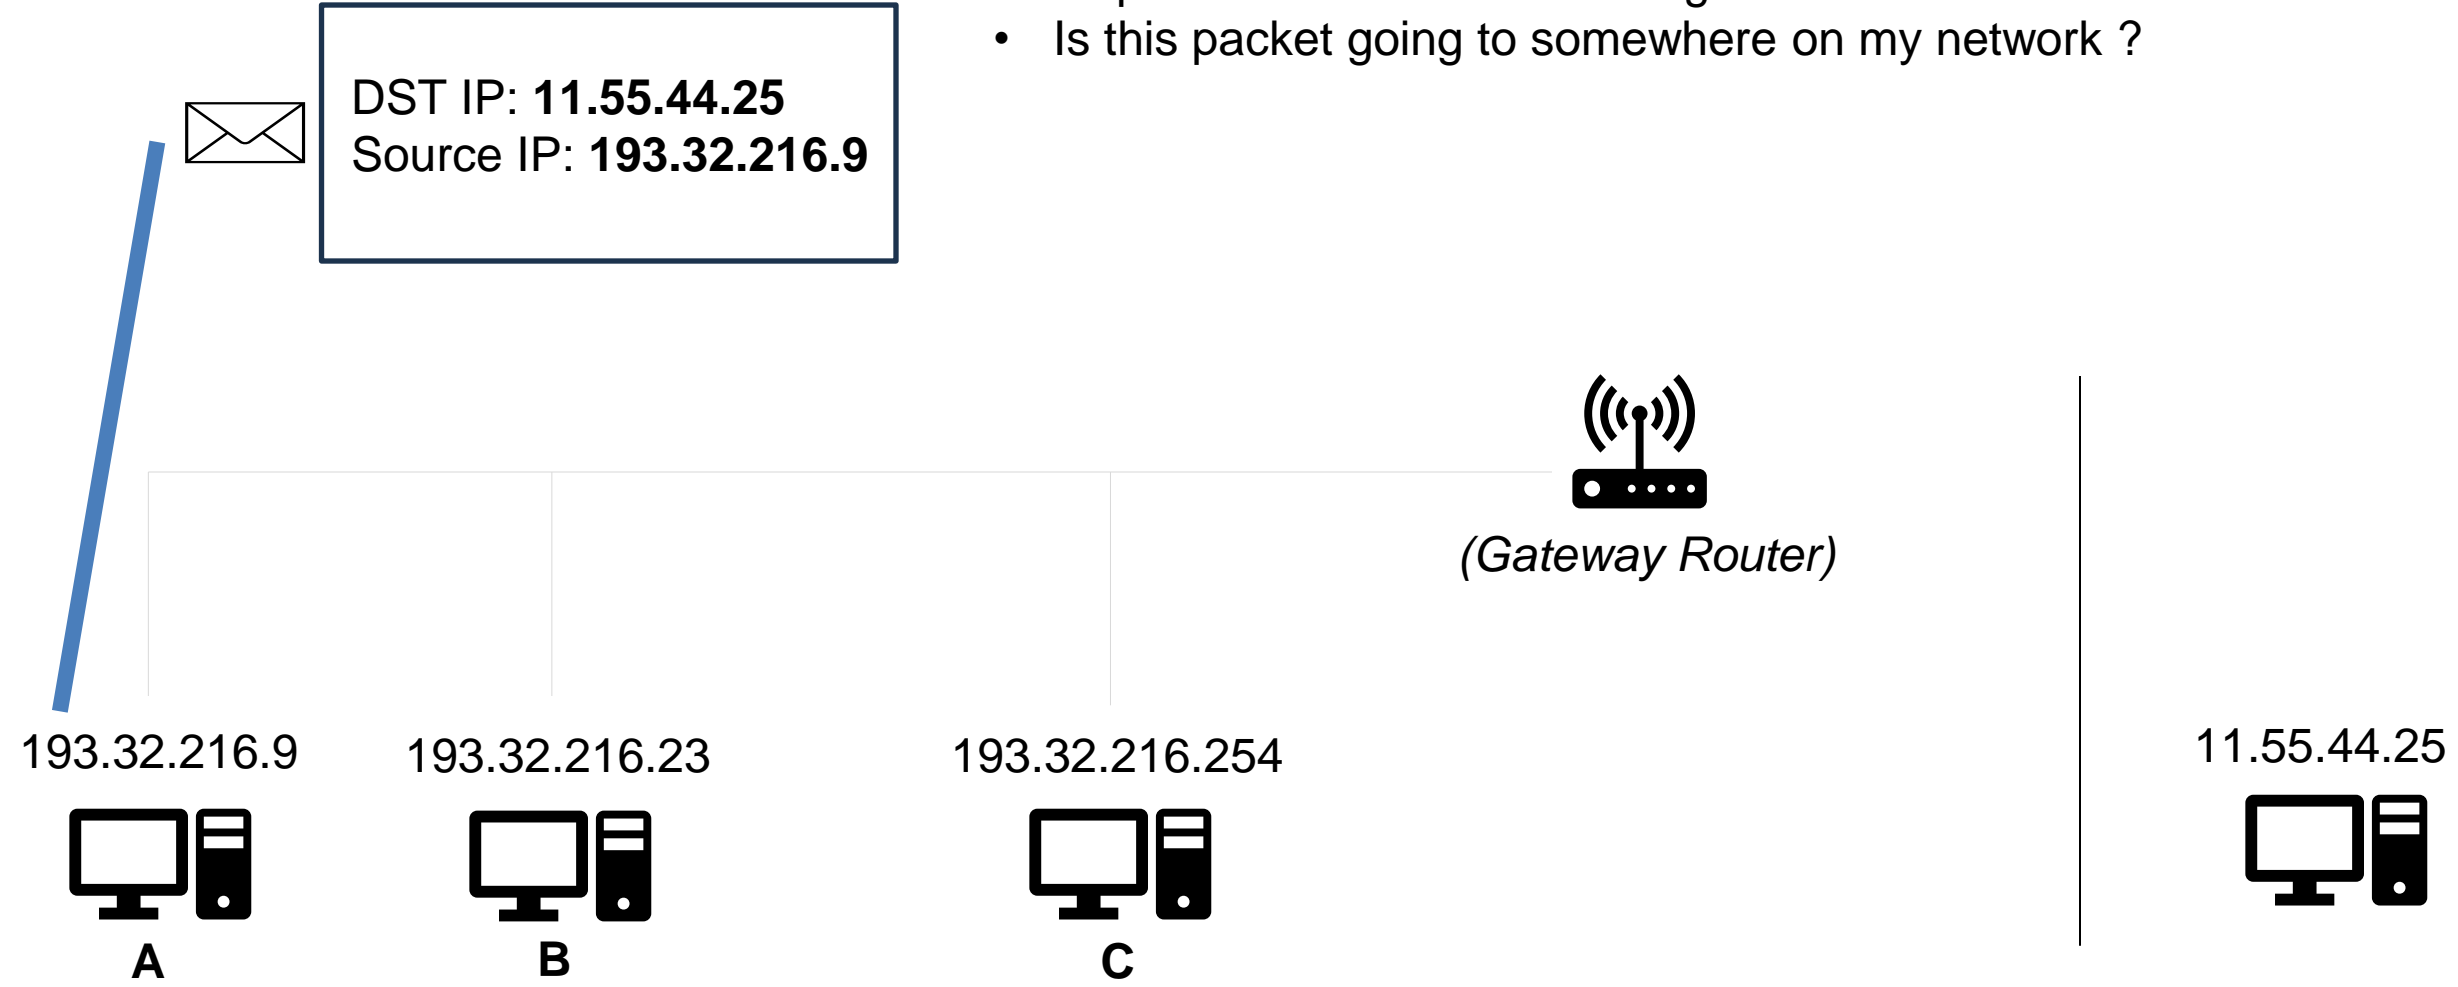 • Is this packet going to somewhere on my network ?
DST IP: 11.55.44.25
Source IP: 193.32.216.9
(Gateway Router)
193.32.216.9
193.32.216.23
193.32.216.254
11.55.44.25
A
B
C